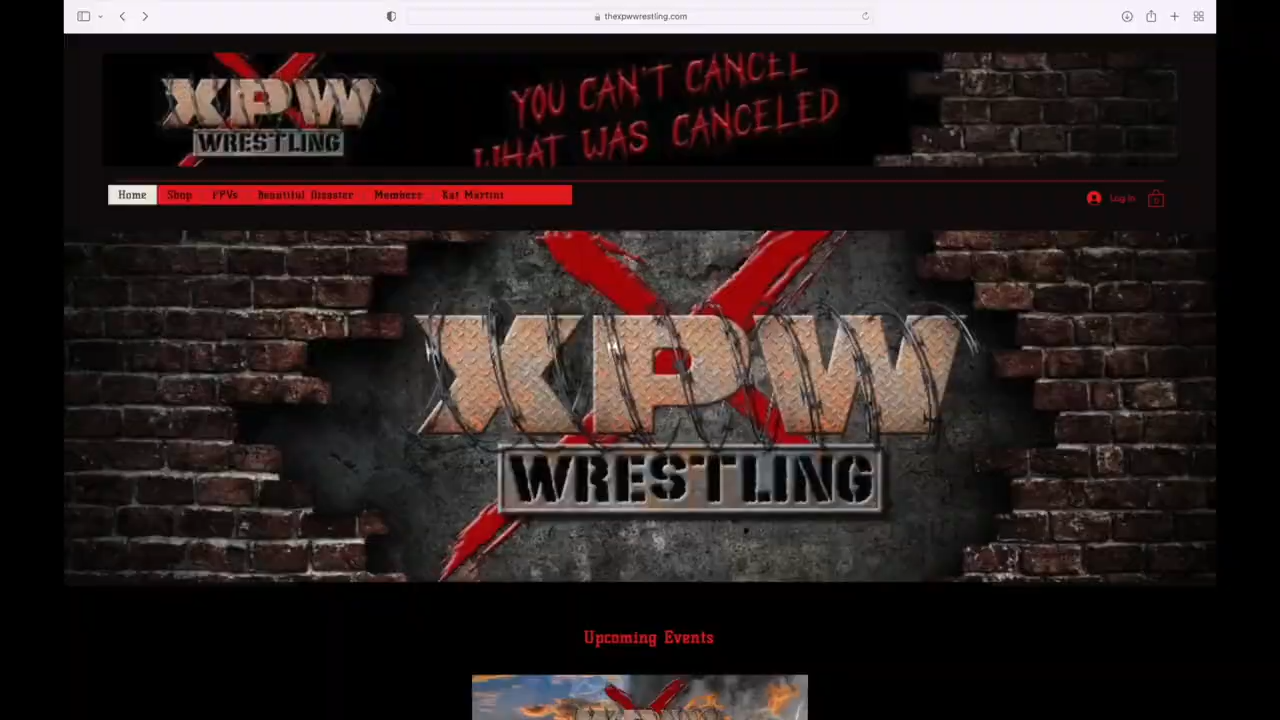 thexpwwrestling.com
XPW
WRESTLING
YOU CAN'T CANCEL
WHAT WAS CANCELED
Home Shop PPVs Beautiful Disaster Members Kat Martini
Log In
0
XPW
WRESTLING
Upcoming Events